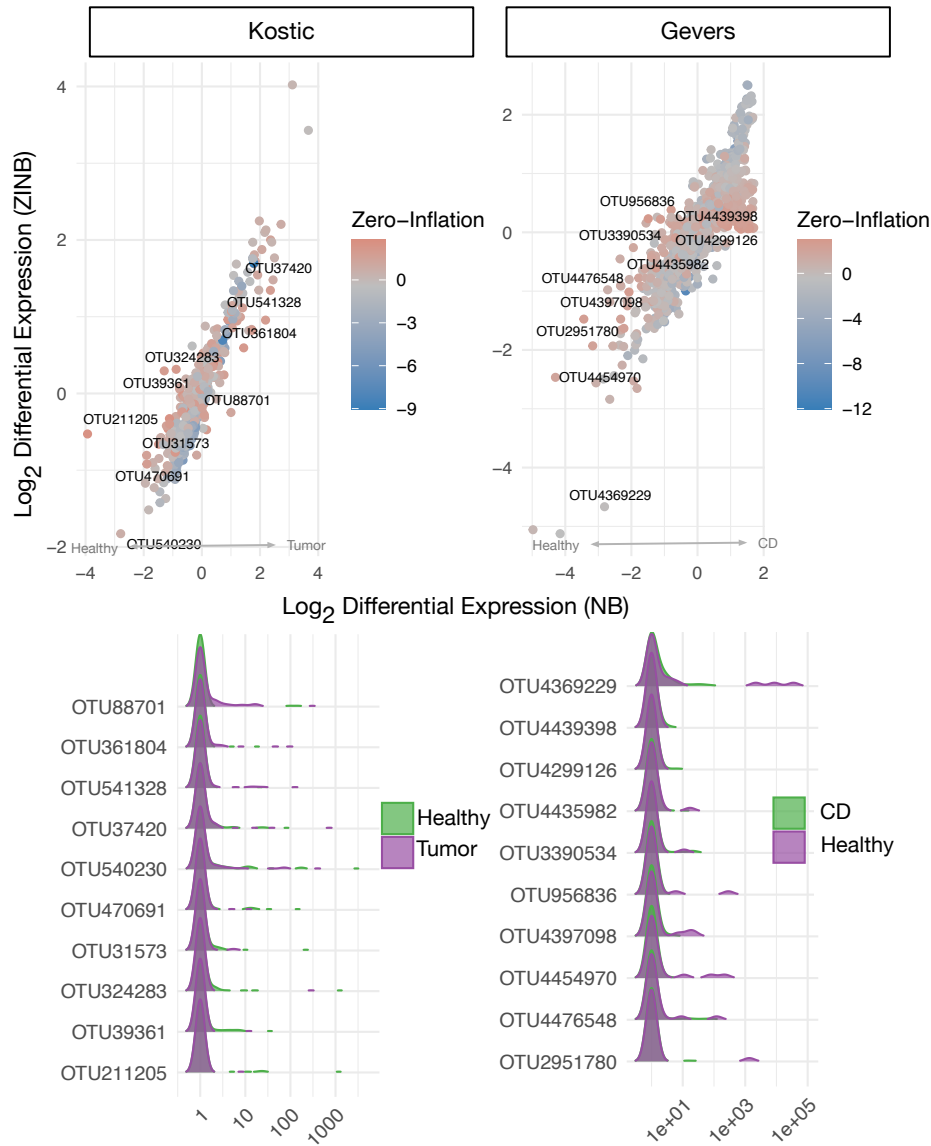 Kostic
Gevers
Log2 Differential Expression (ZINB)
4
2
0
−2
OTU37420
OTU541328
OTU361804
OTU324283
OTU39361
OTU88701
OTU211205
OTU31573
OTU470691
OTU540230
Healthy
Tumor
−4
−2
0
2
4
Zero−Inflation
0
−3
−6
−9
2
0
−2
−4
OTU956836
OTU4439398
OTU3390534
OTU4299126
OTU4435982
OTU4476548
OTU4397098
OTU2951780
OTU4454970
OTU4369229
Healthy
CD
−4
−2
0
2
Zero−Inflation
0
−4
−8
−12
Log2 Differential Expression (NB)
OTU88701
OTU361804
OTU541328
OTU37420
OTU540230
OTU470691
OTU31573
OTU324283
OTU39361
OTU211205
1
10
100
1000
Healthy
Tumor
OTU4369229
OTU4439398
OTU4299126
OTU4435982
OTU3390534
OTU956836
OTU4397098
OTU4454970
OTU4476548
OTU2951780
1e+01
1e+03
1e+05
CD
Healthy